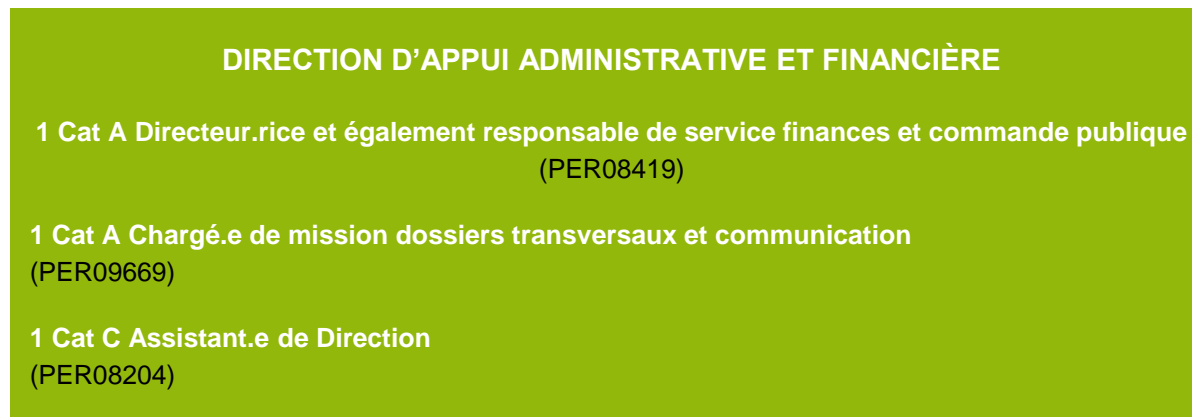 DIRECTION D’APPUI ADMINISTRATIVE ET FINANCIÈRE
1 Cat A Directeur.rice et également responsable de service finances et commande publique
(PER08419)
1 Cat A Chargé.e de mission dossiers transversaux et communication
(PER09669)
1 Cat C Assistant.e de Direction
(PER08204)